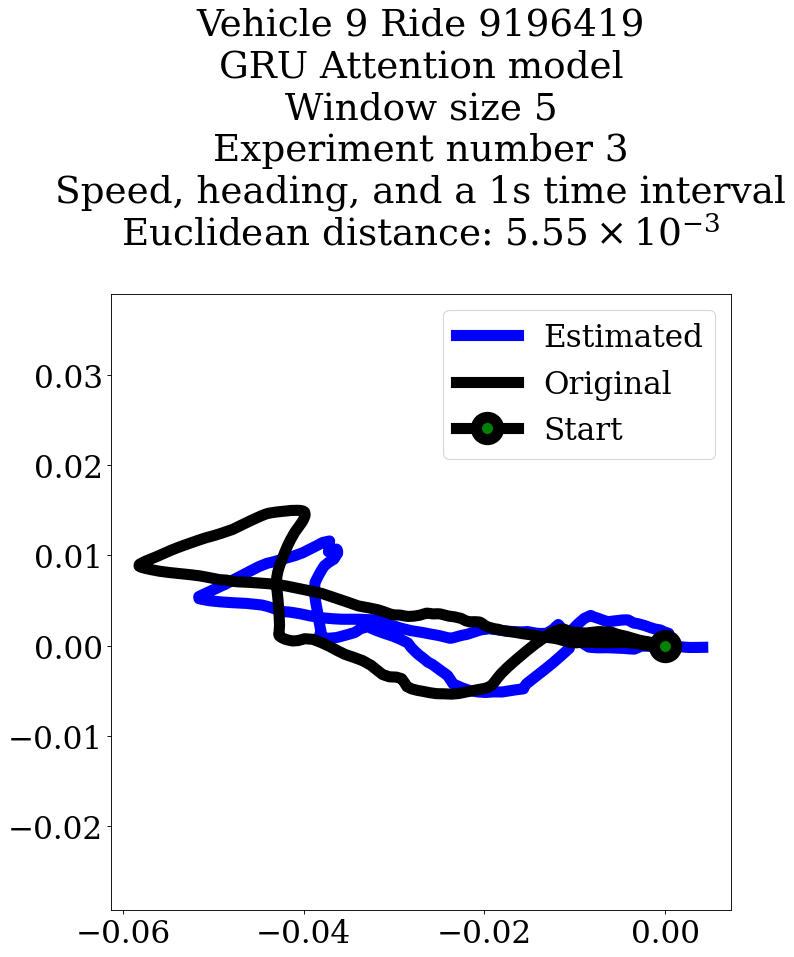 Vehicle 9 Ride 9196419
GRU Attention model
Window size 5
Experiment number 3
Speed, heading, and a 1s time interval
Euclidean distance: 5.55 × 10⁻³
Estimated
Original
Start
0.03
0.02
0.01
0.00
−0.01
−0.02
−0.06 −0.04 −0.02 0.00